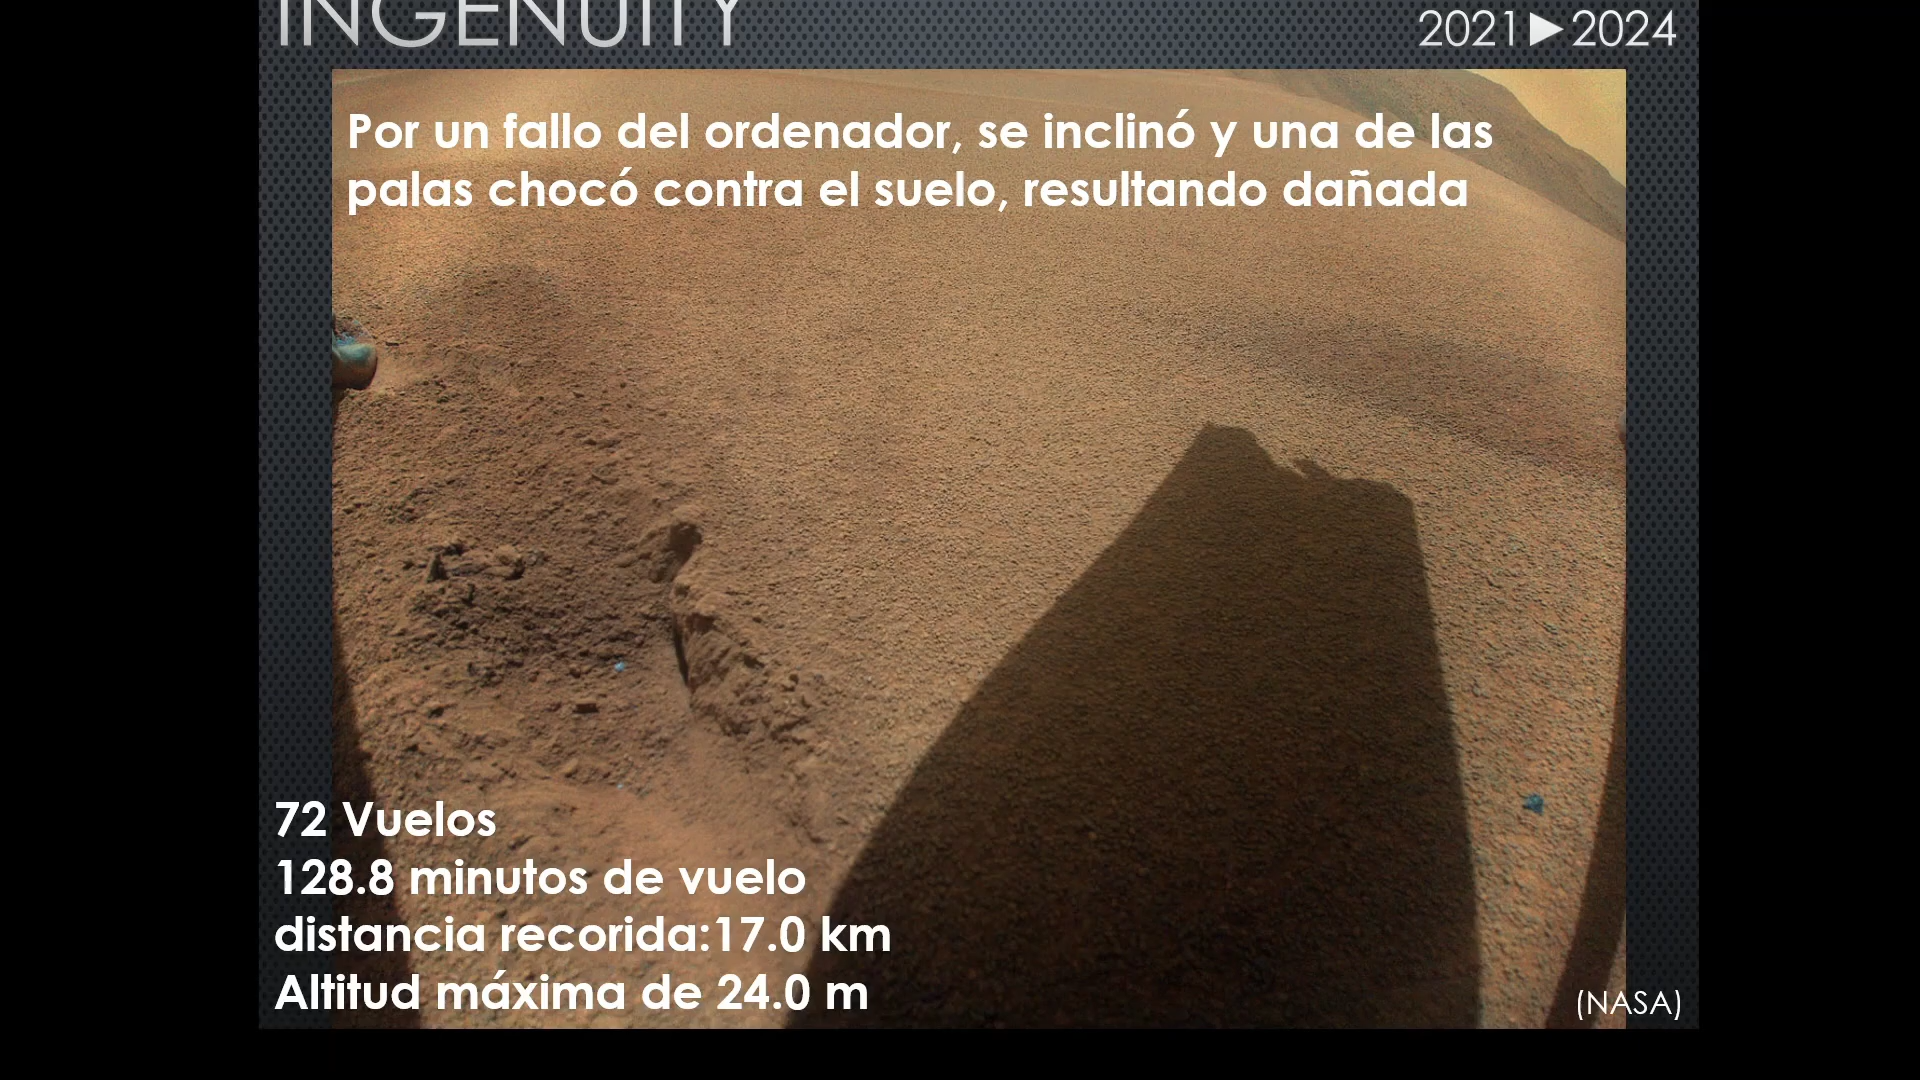 INGENUITY
2021►2024
Por un fallo del ordenador, se inclinó y una de las
palas chocó contra el suelo, resultando dañada
72 Vuelos
128.8 minutos de vuelo
distancia recorida:17.0 km
Altitud máxima de 24.0 m
(NASA)